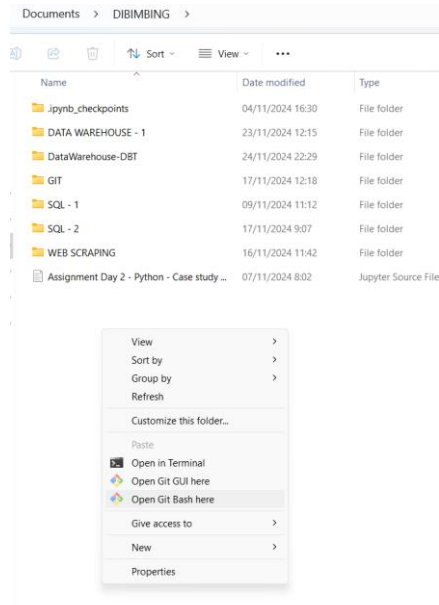 Documents > DIBIMBING >
Sort View ...
Name Date modified Type
.ipynb_checkpoints 04/11/2024 16:30 File folder
DATA WAREHOUSE - 1 23/11/2024 12:15 File folder
DataWarehouse-DBT 24/11/2024 22:29 File folder
GIT 17/11/2024 12:18 File folder
SQL - 1 09/11/2024 11:12 File folder
SQL - 2 17/11/2024 9:07 File folder
WEB SCRAPING 16/11/2024 11:42 File folder
Assignment Day 2 - Python - Case study ... 07/11/2024 8:02 Jupyter Source File
View >
Sort by >
Group by >
Refresh
Customize this folder...
Paste
Open in Terminal
Open Git GUI here
Open Git Bash here
Give access to >
New >
Properties